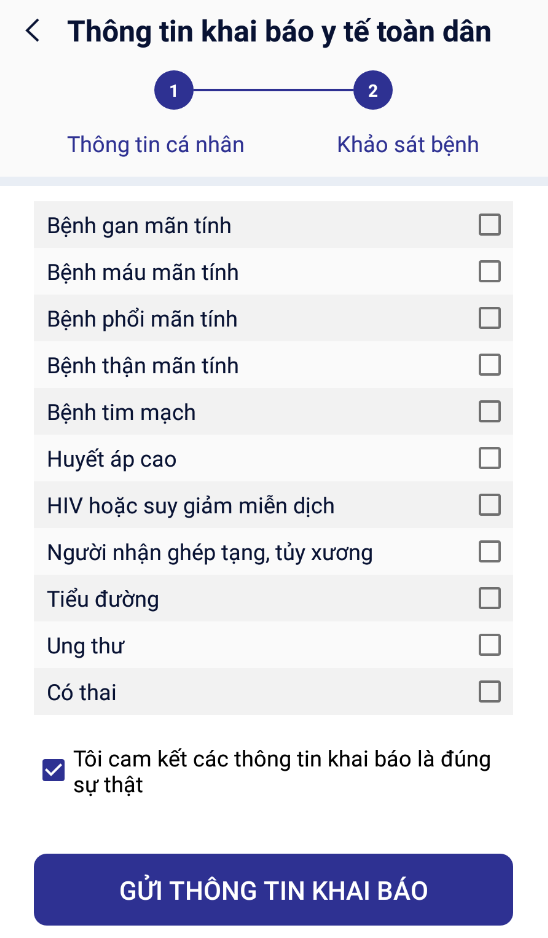 Thông tin khai báo y tế toàn dân
1
2
Thông tin cá nhân
Khảo sát bệnh
Bệnh gan mãn tính
Bệnh máu mãn tính
Bệnh phổi mãn tính
Bệnh thận mãn tính
Bệnh tim mạch
Huyết áp cao
HIV hoặc suy giảm miễn dịch
Người nhận ghép tạng, tủy xương
Tiểu đường
Ung thư
Có thai
Tôi cam kết các thông tin khai báo là đúng
sự thật
GỬI THÔNG TIN KHAI BÁO